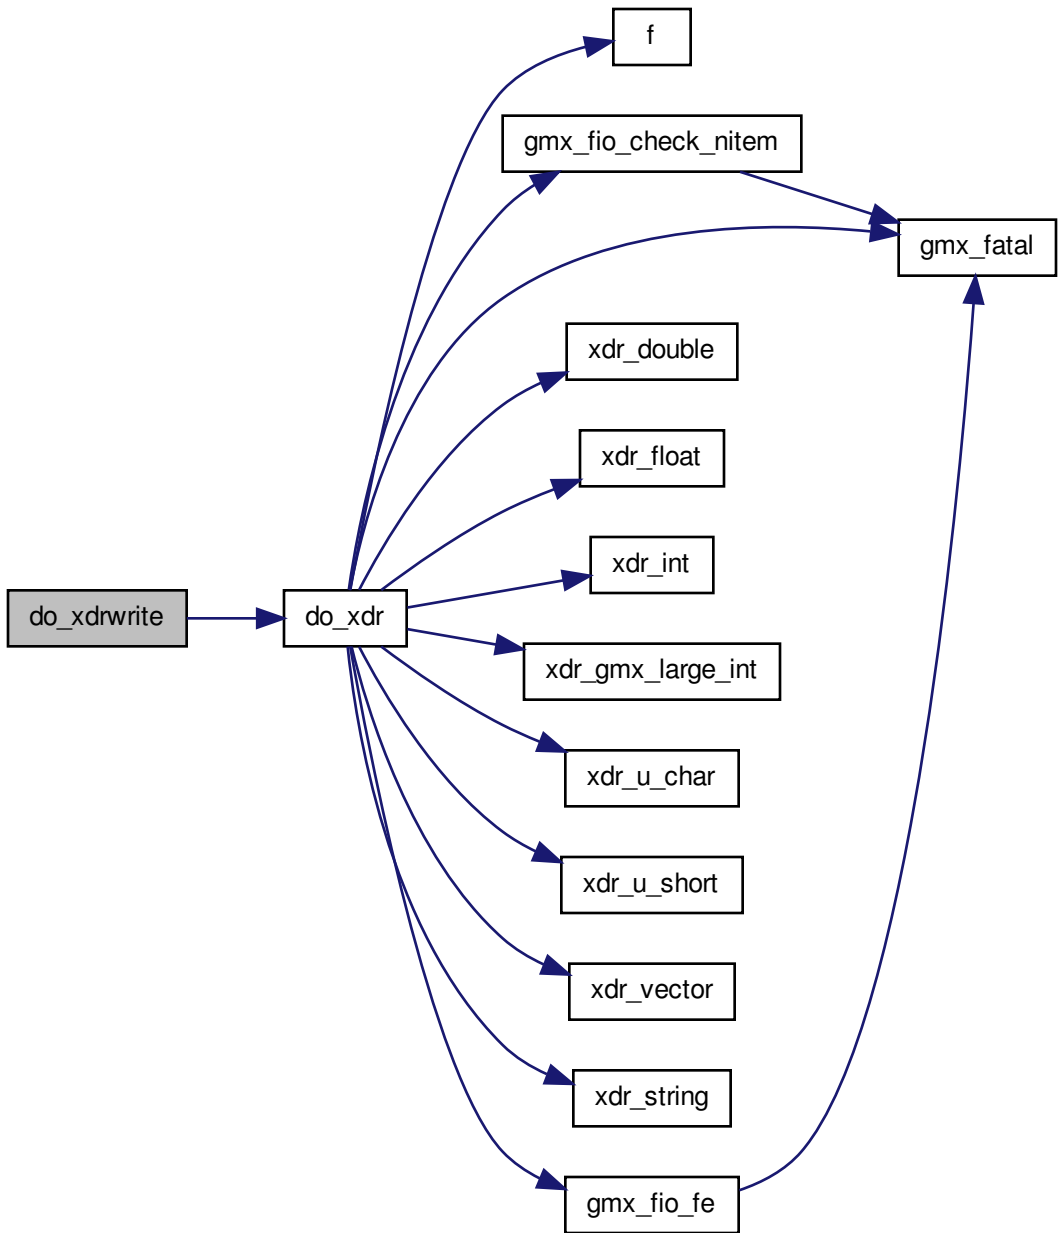 f
gmx_fio_check_nitem
gmx_fatal
xdr_double
xdr_float
xdr_int
do_xdrwrite
do_xdr
xdr_gmx_large_int
xdr_u_char
xdr_u_short
xdr_vector
xdr_string
gmx_fio_fe